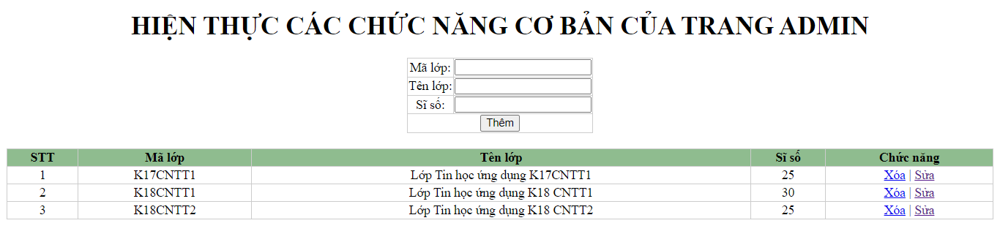 HIỆN THỰC CÁC CHỨC NĂNG CƠ BẢN CỦA TRANG ADMIN
Mã lớp:
Tên lớp:
Sĩ số:
Thêm
STT Mã lớp Tên lớp Sĩ số Chức năng
1 K17CNTT1 Lớp Tin học ứng dụng K17CNTT1 25 Xóa | Sửa
2 K18CNTT1 Lớp Tin học ứng dụng K18 CNTT1 30 Xóa | Sửa
3 K18CNTT2 Lớp Tin học ứng dụng K18 CNTT2 25 Xóa | Sửa